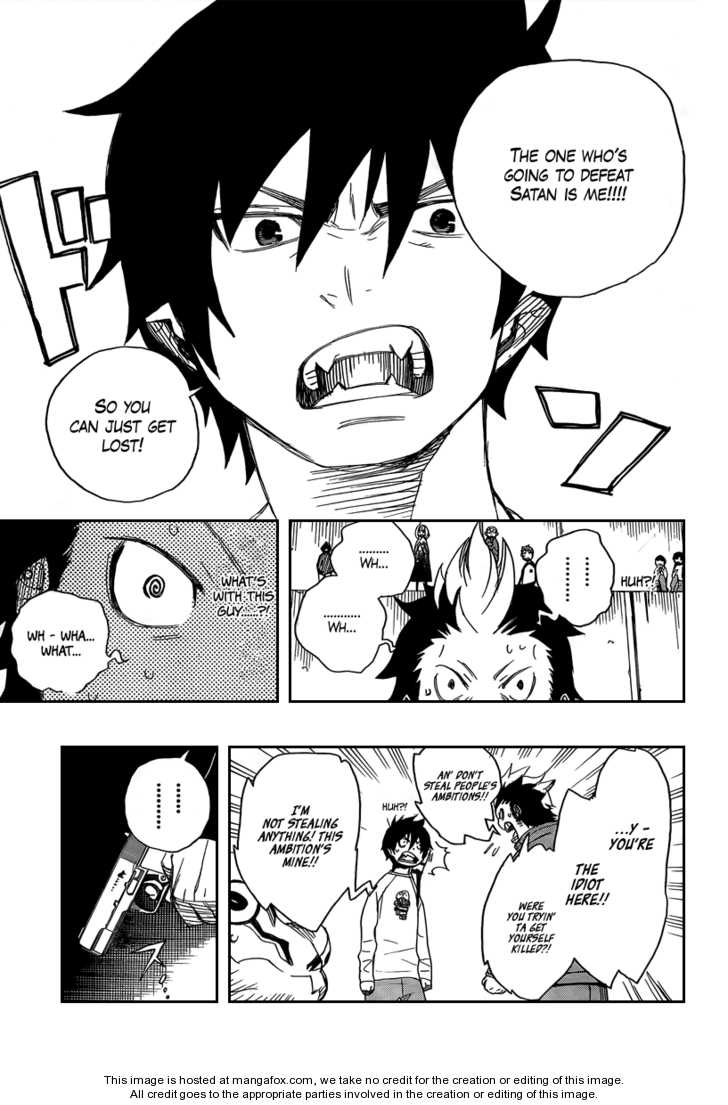 THE ONE WHO'S
GOING TO DEFEAT
SATAN IS ME!!!!
ド
ン
SO YOU
CAN JUST GET
LOST!
.........
WH...
HUH?!
..........
WH...
WHAT'S
WITH THIS
GUY......?!
WH - WHA...
WHAT...
...Y -
YOU'RE
THE
IDIOT
HERE!!
WERE
YOU TRYIN'
TA GET
YOURSELF
KILLED?!
AN' DON'T
STEAL PEOPLE'S
AMBITIONS!!
HUH?!
I'M
NOT STEALING
ANYTHING! THIS
AMBITION'S
MINE!!
This image is hosted at mangafox.com, we take no credit for the creation or editing of this image.
All credit goes to the appropriate parties involved in the creation or editing of this image.